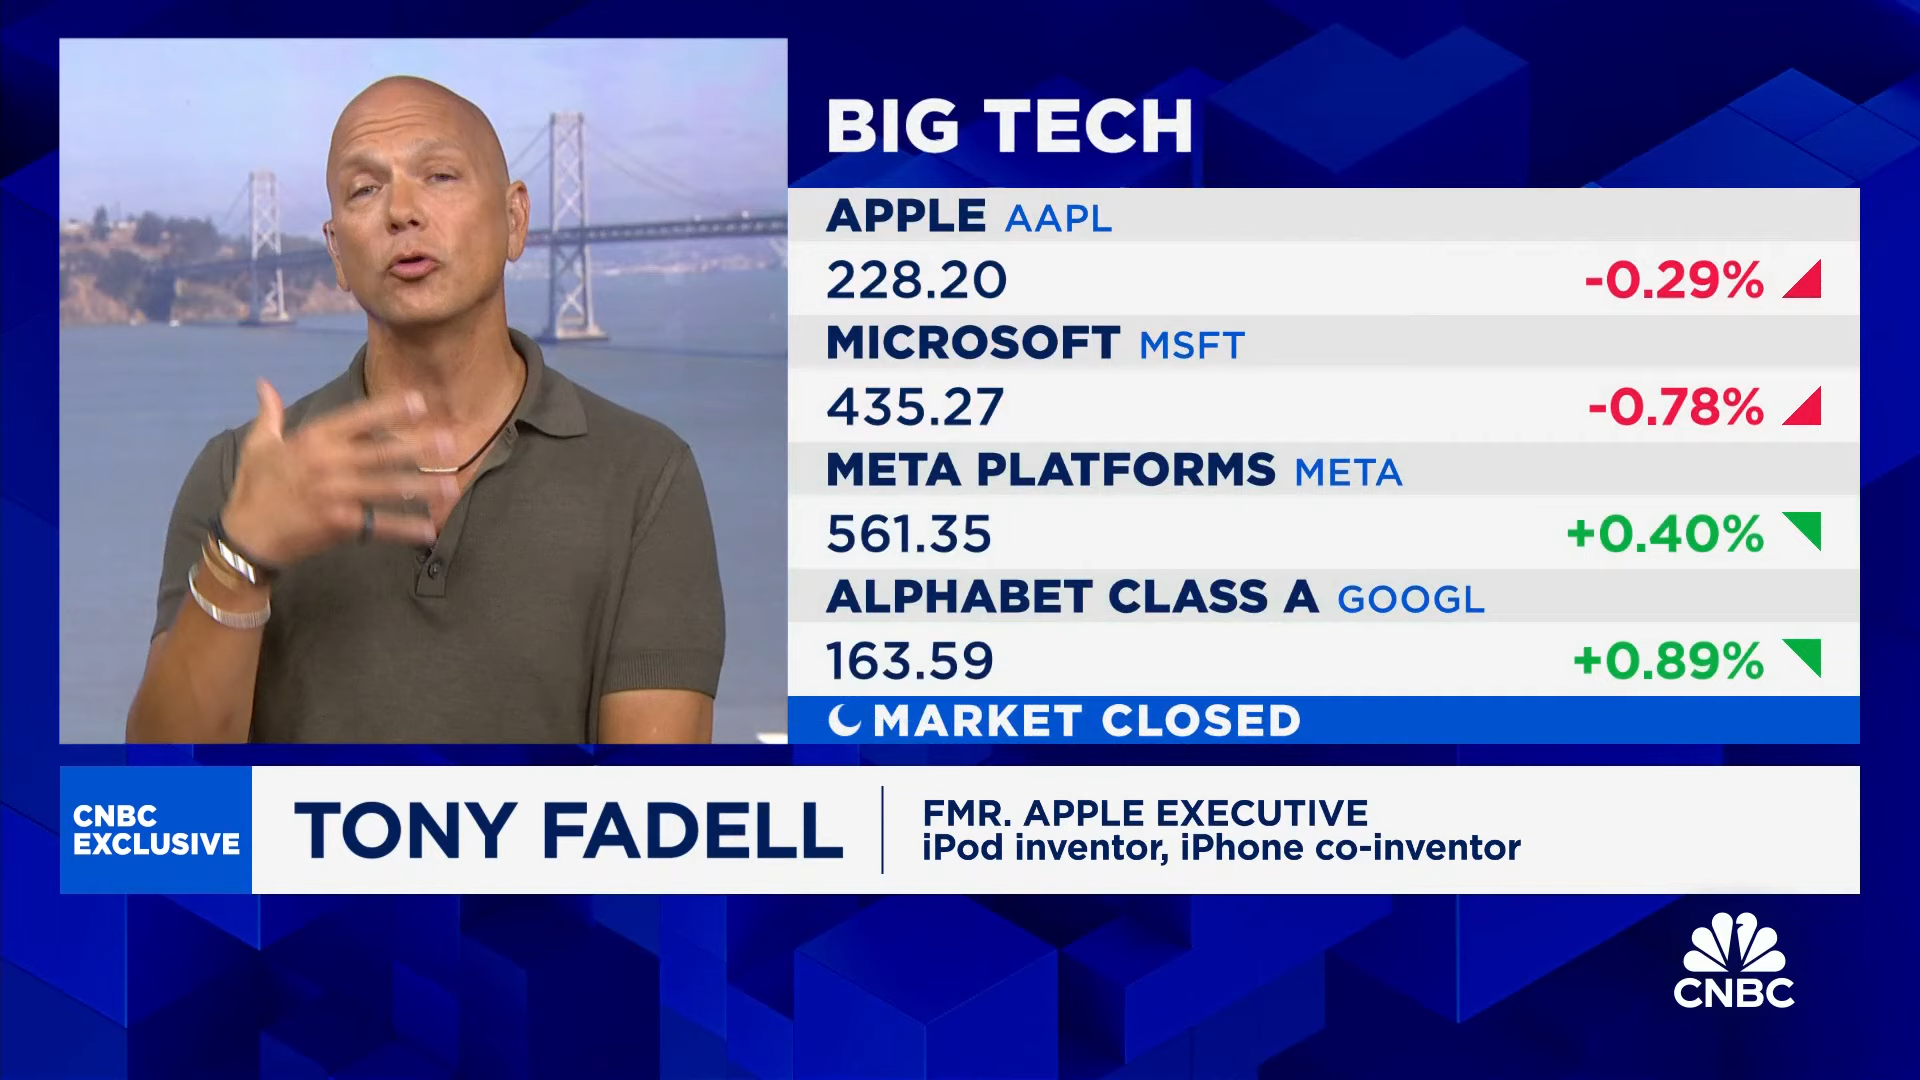 BIG TECH
APPLE AAPL
228.20 -0.29%
MICROSOFT MSFT
435.27 -0.78%
META PLATFORMS META
561.35 +0.40%
ALPHABET CLASS A GOOGL
163.59 +0.89%
MARKET CLOSED
CNBC
EXCLUSIVE
TONY FADELL
FMR. APPLE EXECUTIVE
iPod inventor, iPhone co-inventor
CNBC